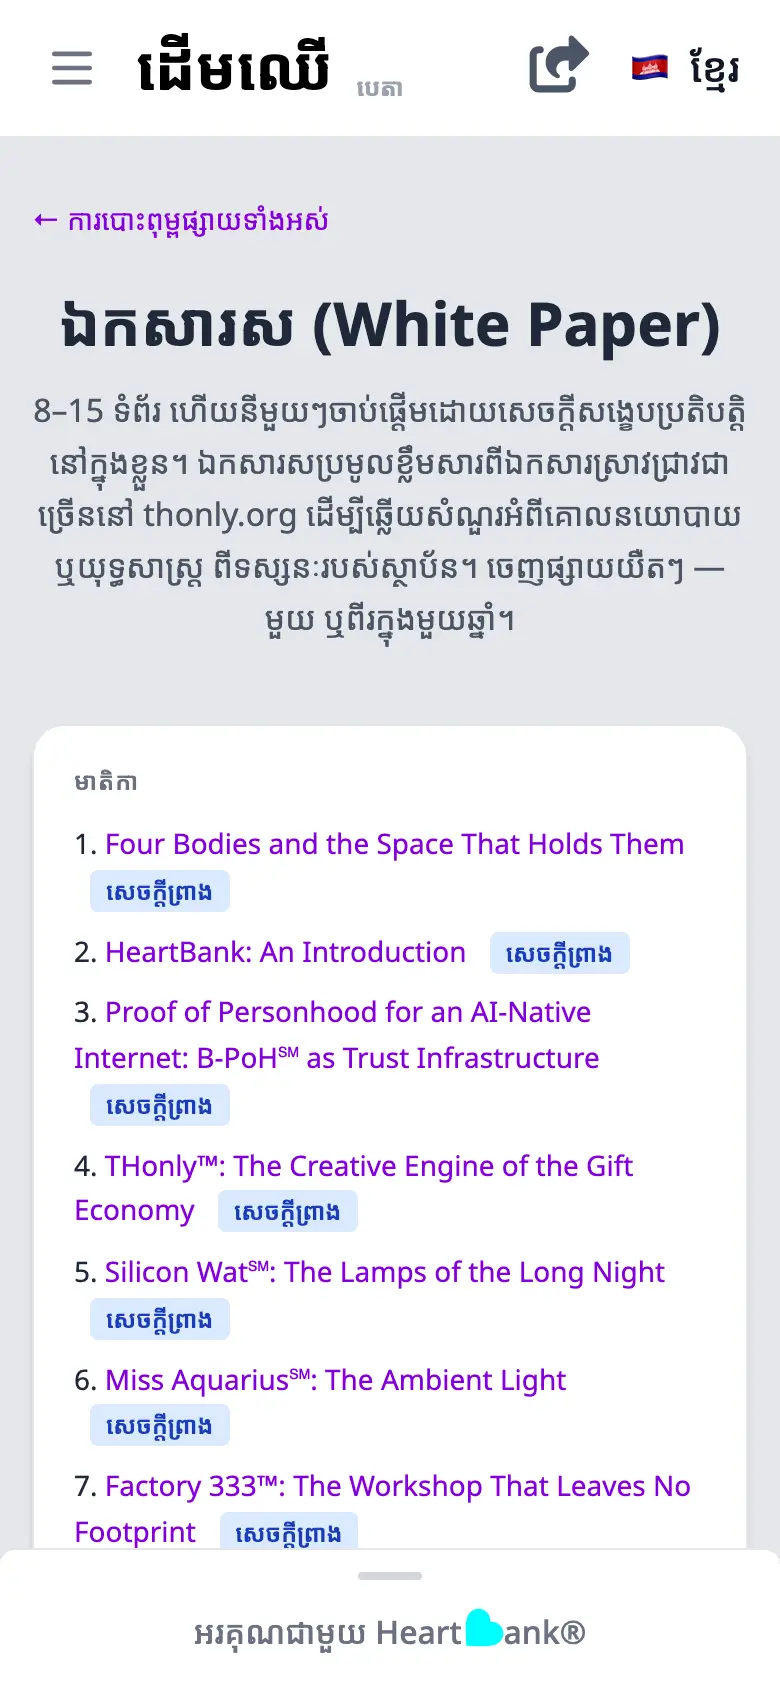 ដើមឈើ បេតា ខ្មែរ
← ការបោះពុម្ពផ្សាយទាំងអស់
ឯកសារស (White Paper)
8–15 ទំព័រ ហើយនីមួយៗចាប់ផ្តើមដោយសេចក្តីសង្ខេបប្រតិបត្តិ
នៅក្នុងខ្លួន។ ឯកសារសប្រមូលខ្លឹមសារពីឯកសារស្រាវជ្រាវជា
ច្រើននៅ thonly.org ដើម្បីឆ្លើយសំណួរអំពីគោលនយោបាយ
ឬយុទ្ធសាស្ត្រ ពីទស្សនៈរបស់ស្ថាប័ន។ ចេញផ្សាយយឺតៗ —
មួយ ឬពីរក្នុងមួយឆ្នាំ។
មាតិកា
1. Four Bodies and the Space That Holds Them
សេចក្តីព្រាង
2. HeartBank: An Introduction សេចក្តីព្រាង
3. Proof of Personhood for an AI-Native
Internet: B-PoH℠ as Trust Infrastructure
សេចក្តីព្រាង
4. THonly™: The Creative Engine of the Gift
Economy សេចក្តីព្រាង
5. Silicon Wat℠: The Lamps of the Long Night
សេចក្តីព្រាង
6. Miss Aquarius℠: The Ambient Light
សេចក្តីព្រាង
7. Factory 333™: The Workshop That Leaves No
Footprint សេចក្តីព្រាង
អរគុណជាមួយ Heart ank®